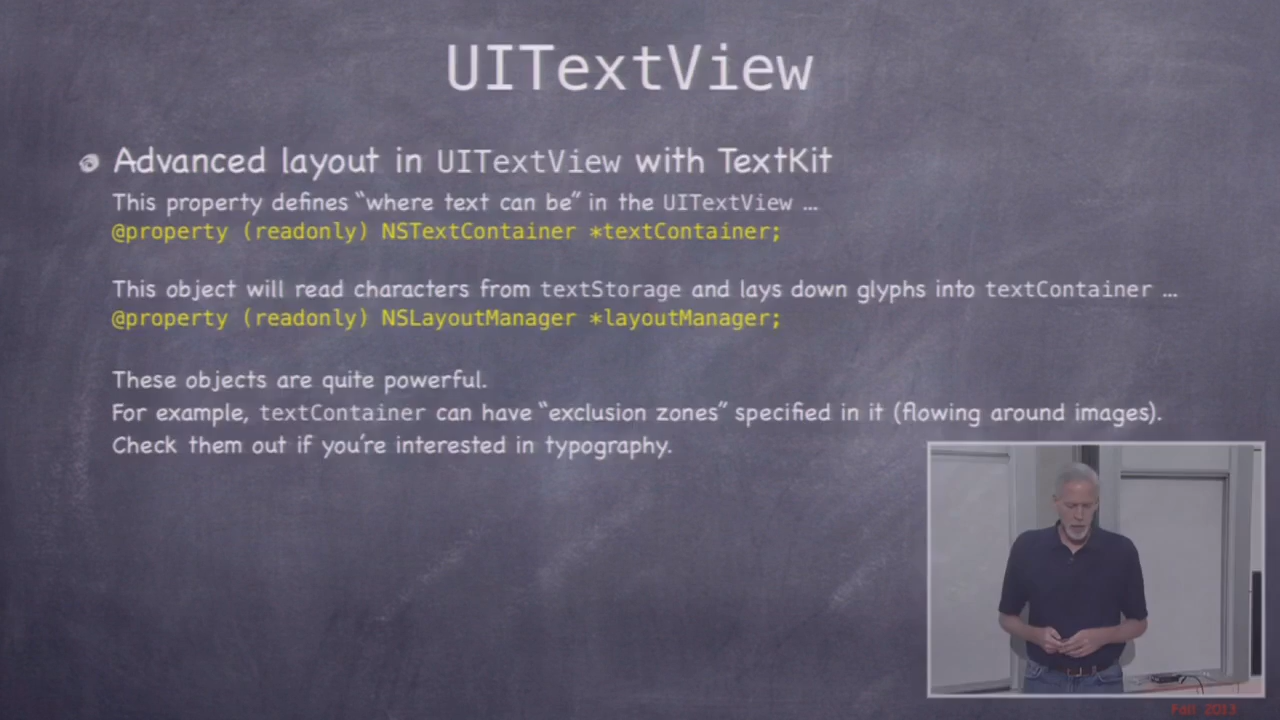 UITextView
Advanced layout in UITextView with TextKit
This property defines “where text can be” in the UITextView ...
@property (readonly) NSTextContainer *textContainer;
This object will read characters from textStorage and lays down glyphs into textContainer ...
@property (readonly) NSLayoutManager *layoutManager;
These objects are quite powerful.
For example, textContainer can have “exclusion zones” specified in it (flowing around images).
Check them out if you’re interested in typography.
Fall 2013